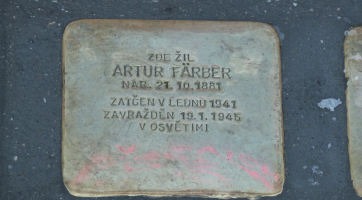 ZDE ŽIL
ARTUR FÄRBER
NAR. 21. 10. 1881
ZATČEN V LEDNU 1941
ZAVRAŽDĚN 19. 1. 1945
V OSVĚTIMI